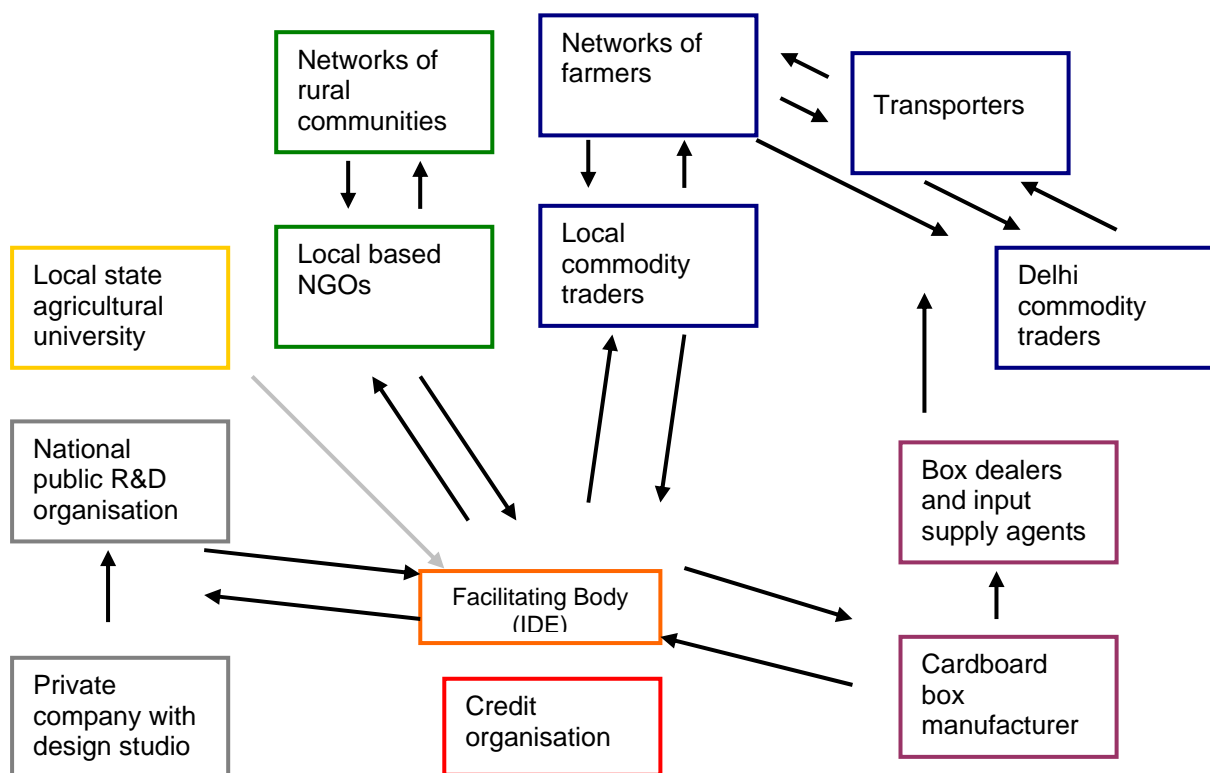 Networks of
rural
communities
Networks of
farmers
Transporters
Local state
agricultural
university
Local based
NGOs
Local
commodity
traders
Delhi
commodity
traders
National
public R&D
organisation
Box dealers
and input
supply agents
Facilitating Body
(IDE)
Private
company with
design studio
Credit
organisation
Cardboard
box
manufacturer